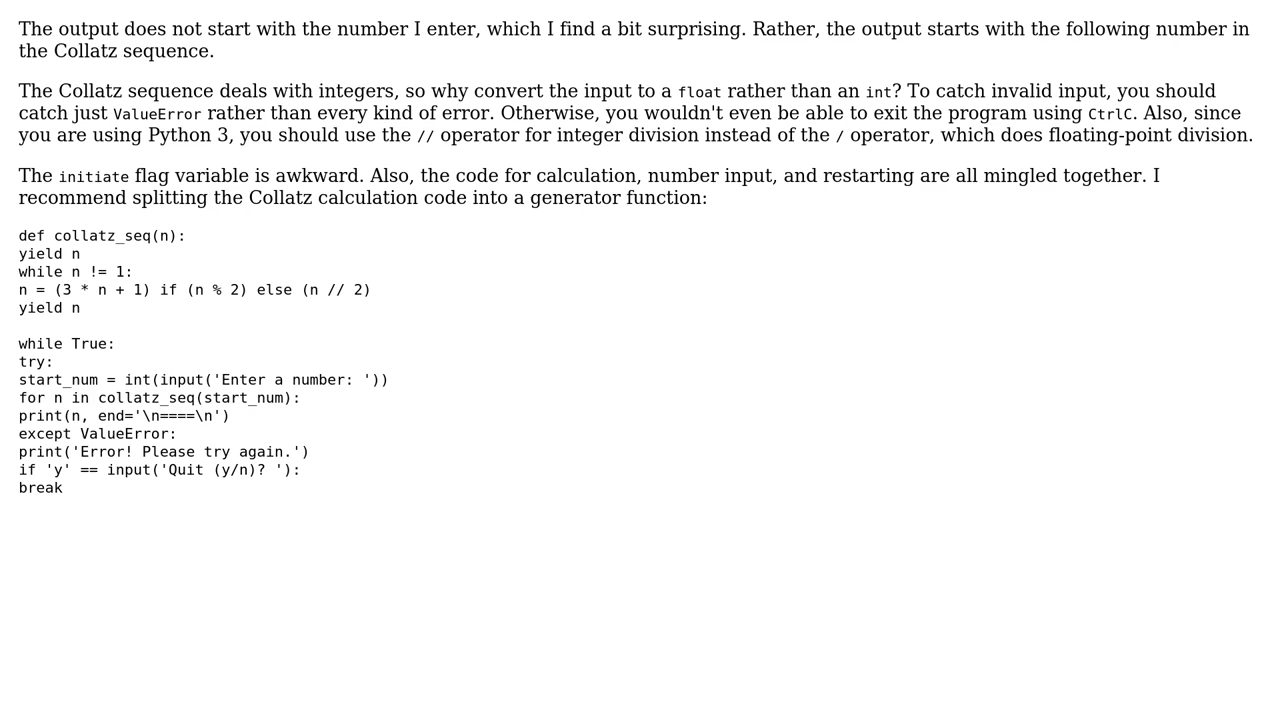 The output does not start with the number I enter, which I find a bit surprising. Rather, the output starts with the following number in
the Collatz sequence.
The Collatz sequence deals with integers, so why convert the input to a float rather than an int? To catch invalid input, you should
catch just ValueError rather than every kind of error. Otherwise, you wouldn't even be able to exit the program using CtrlC. Also, since
you are using Python 3, you should use the // operator for integer division instead of the / operator, which does floating-point division.
The initiate flag variable is awkward. Also, the code for calculation, number input, and restarting are all mingled together. I
recommend splitting the Collatz calculation code into a generator function:
def collatz_seq(n):
yield n
while n != 1:
n = (3 * n + 1) if (n % 2) else (n // 2)
yield n
while True:
try:
start_num = int(input('Enter a number: '))
for n in collatz_seq(start_num):
print(n, end='\n====\n')
except ValueError:
print('Error! Please try again.')
if 'y' == input('Quit (y/n)? '):
break